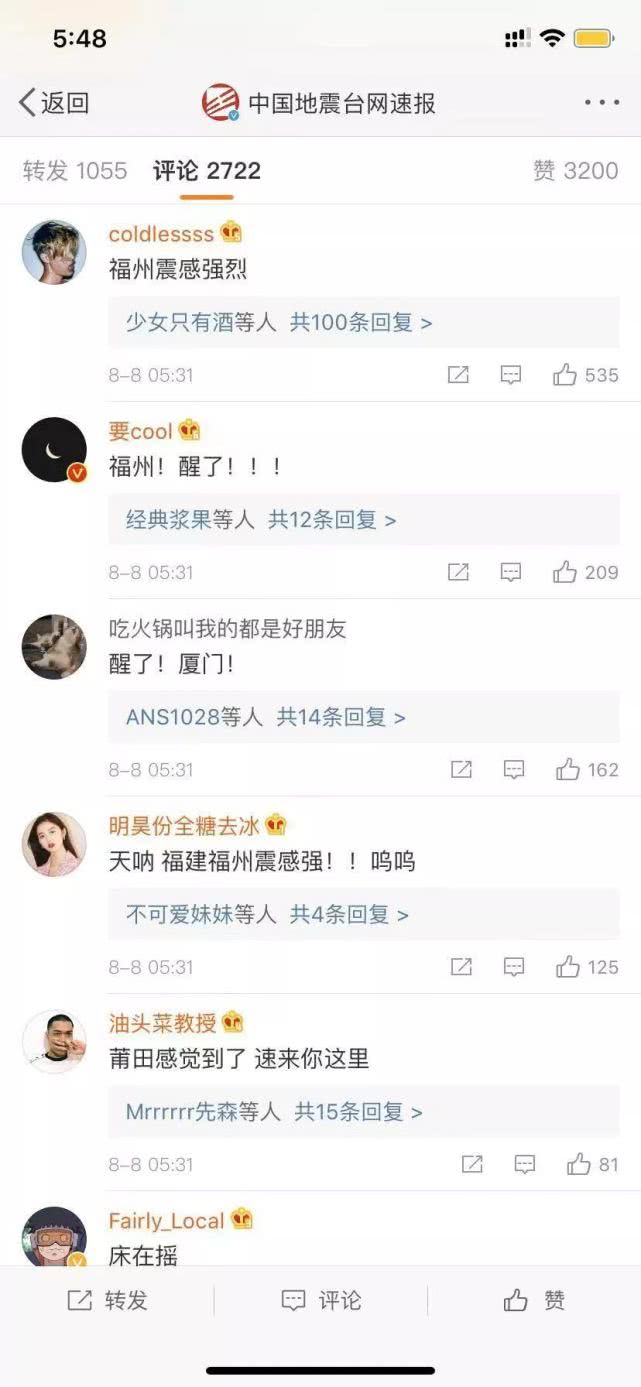 5:48
返回
中国地震台网速报
转发 1055 评论 2722 赞 3200
coldlessss
福州震感强烈
少女只有酒等人 共100条回复 >
8-8 05:31 535
要cool
福州！醒了！！！
经典浆果等人 共12条回复 >
8-8 05:31 209
吃火锅叫我的都是好朋友
醒了！厦门！
ANS1028等人 共14条回复 >
8-8 05:31 162
明昊份全糖去冰
天呐 福建福州震感强！！呜呜
不可爱妹妹等人 共4条回复 >
8-8 05:31 125
油头菜教授
莆田感觉到了 速来你这里
Mrrrrrr先森等人 共15条回复 >
8-8 05:31 81
Fairly_Local
床在摇
转发 评论 赞